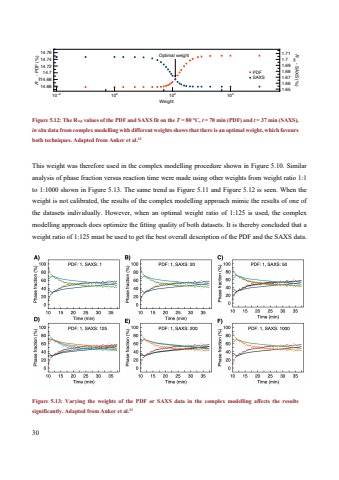 14.76
14.74
14.72
14.7
14.68
14.66
R_wp - PDF (%)
Optimal weight
PDF
SAXS
1.71
1.7
1.69
1.68
1.67
1.66
1.65
R_wp - SAXS (%)
Weight
Figure 5.12: The Rwp values of the PDF and SAXS fit on the T = 80 °C, t = 70 min (PDF) and t = 37 min (SAXS),
in situ data from complex modelling with different weights shows that there is an optimal weight, which favours
both techniques. Adapted from Anker et al.
This weight was therefore used in the complex modelling procedure shown in Figure 5.10. Similar
analysis of phase fraction versus reaction time were made using other weights from weight ratio 1:1
to 1:1000 shown in Figure 5.13. The same trend as Figure 5.11 and Figure 5.12 is seen. When the
weight is not calibrated, the results of the complex modelling approach mimic the results of one of
the datasets individually. However, when an optimal weight ratio of 1:125 is used, the complex
modelling approach does optimize the fitting quality of both datasets. It is thereby concluded that a
weight ratio of 1:125 must be used to get the best overall description of the PDF and the SAXS data.
A) PDF: 1, SAXS: 1
Phase fraction (%)
100
80
60
40
20
0
10 15 20 25 30 35
Time (min)
B) PDF: 1, SAXS: 20
Phase fraction (%)
100
80
60
40
20
0
10 15 20 25 30 35
Time (min)
C) PDF: 1, SAXS: 50
Phase fraction (%)
100
80
60
40
20
0
10 15 20 25 30 35
Time (min)
D) PDF: 1, SAXS: 125
Phase fraction (%)
100
80
60
40
20
0
10 15 20 25 30 35
Time (min)
E) PDF: 1, SAXS: 200
Phase fraction (%)
100
80
60
40
20
0
10 15 20 25 30 35
Time (min)
F) PDF: 1, SAXS: 1000
Phase fraction (%)
100
80
60
40
20
0
10 15 20 25 30 35
Time (min)
Figure 5.13: Varying the weights of the PDF or SAXS data in the complex modelling affects the results
significantly. Adapted from Anker et al.
30